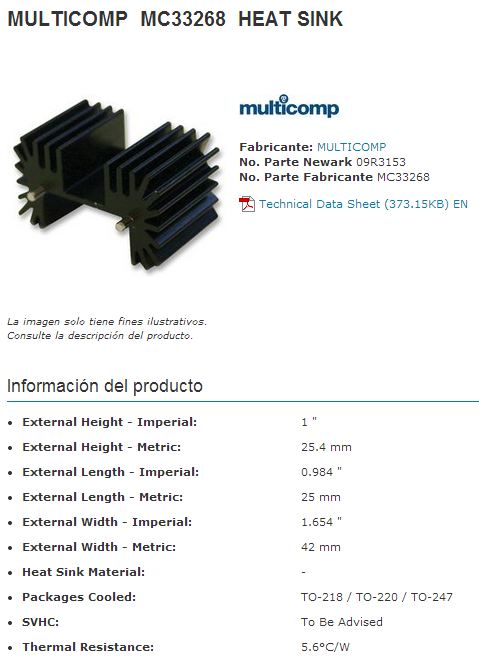 MULTICOMP MC33268 HEAT SINK
multicomp
Fabricante: MULTICOMP
No. Parte Newark 09R3153
No. Parte Fabricante MC33268
Technical Data Sheet (373.15KB) EN
La imagen solo tiene fines ilustrativos.
Consulte la descripción del producto.
Información del producto
• External Height - Imperial: 1 "
• External Height - Metric: 25.4 mm
• External Length - Imperial: 0.984 "
• External Length - Metric: 25 mm
• External Width - Imperial: 1.654 "
• External Width - Metric: 42 mm
• Heat Sink Material: -
• Packages Cooled: TO-218 / TO-220 / TO-247
• SVHC: To Be Advised
• Thermal Resistance: 5.6°C/W